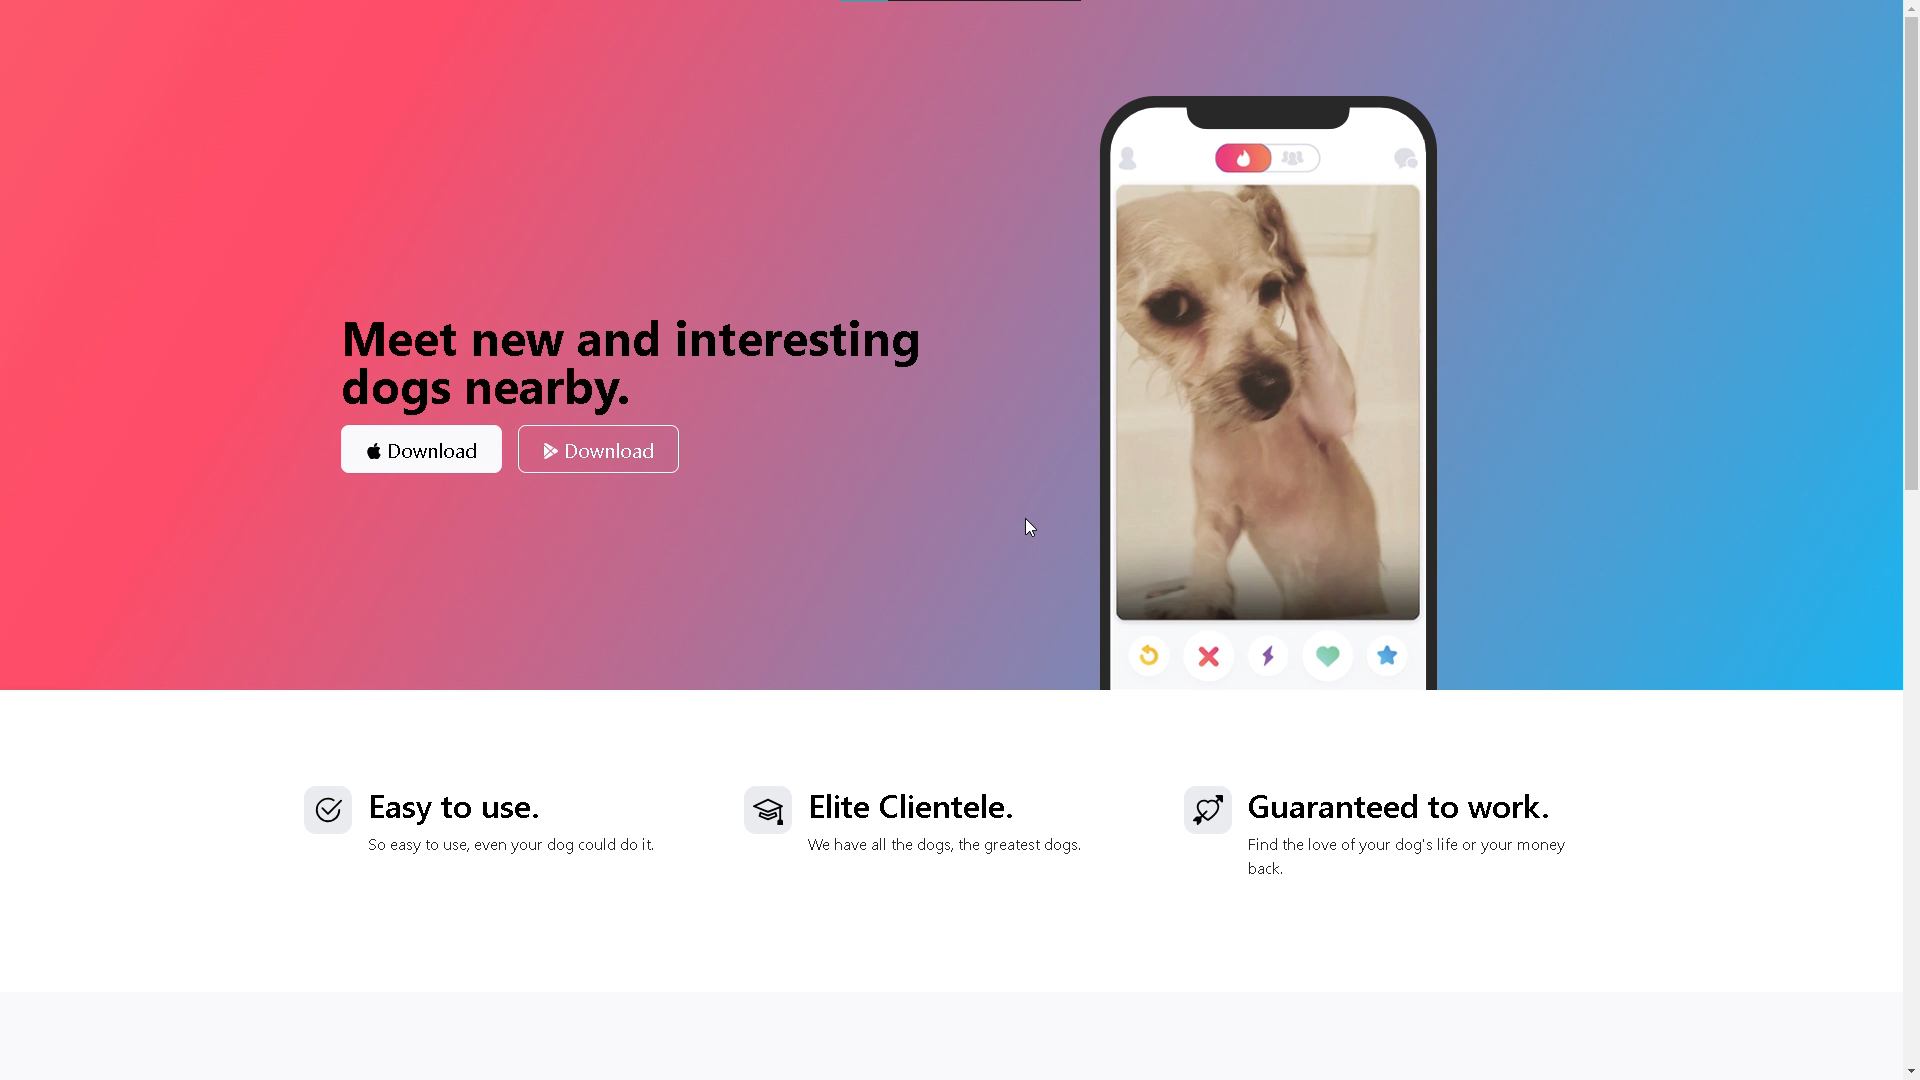 Meet new and interesting
dogs nearby.
Download
Download
Easy to use.
So easy to use, even your dog could do it.
Elite Clientele.
We have all the dogs, the greatest dogs.
Guaranteed to work.
Find the love of your dog's life or your money
back.